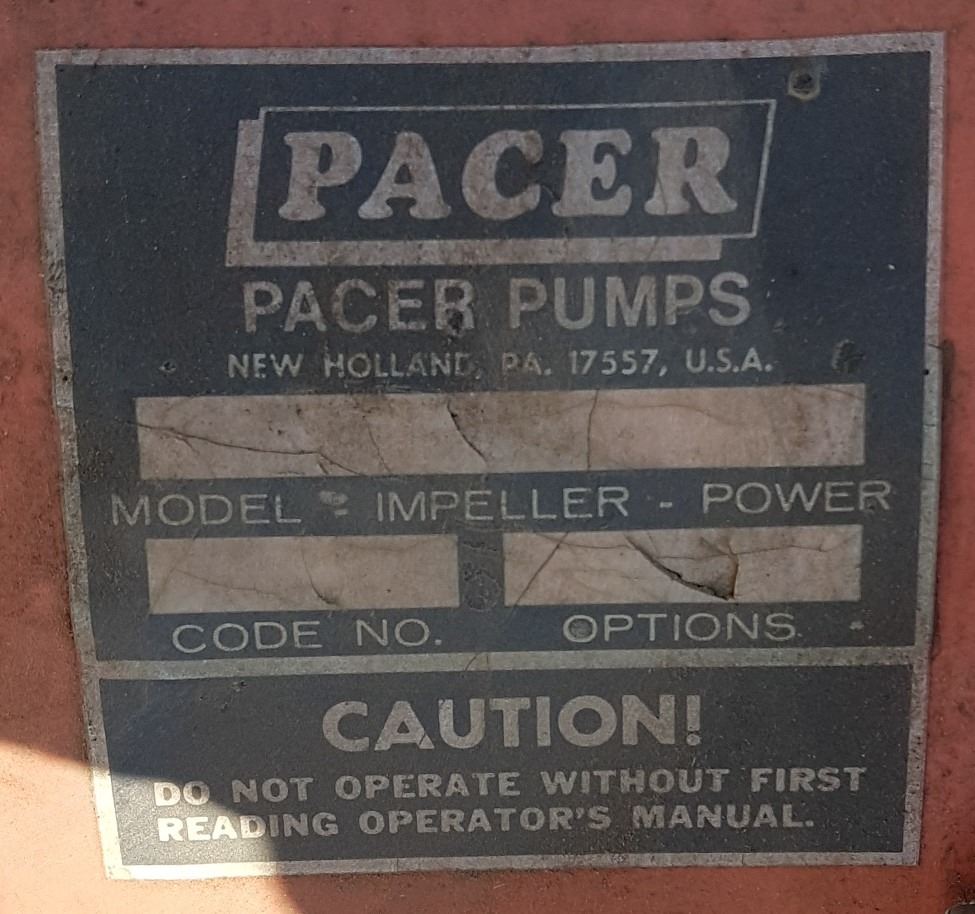 PACER
PACER PUMPS
NEW HOLLAND, PA. 17557, U.S.A.
MODEL - IMPELLER - POWER
CODE NO. OPTIONS
CAUTION!
DO NOT OPERATE WITHOUT FIRST
READING OPERATOR'S MANUAL.